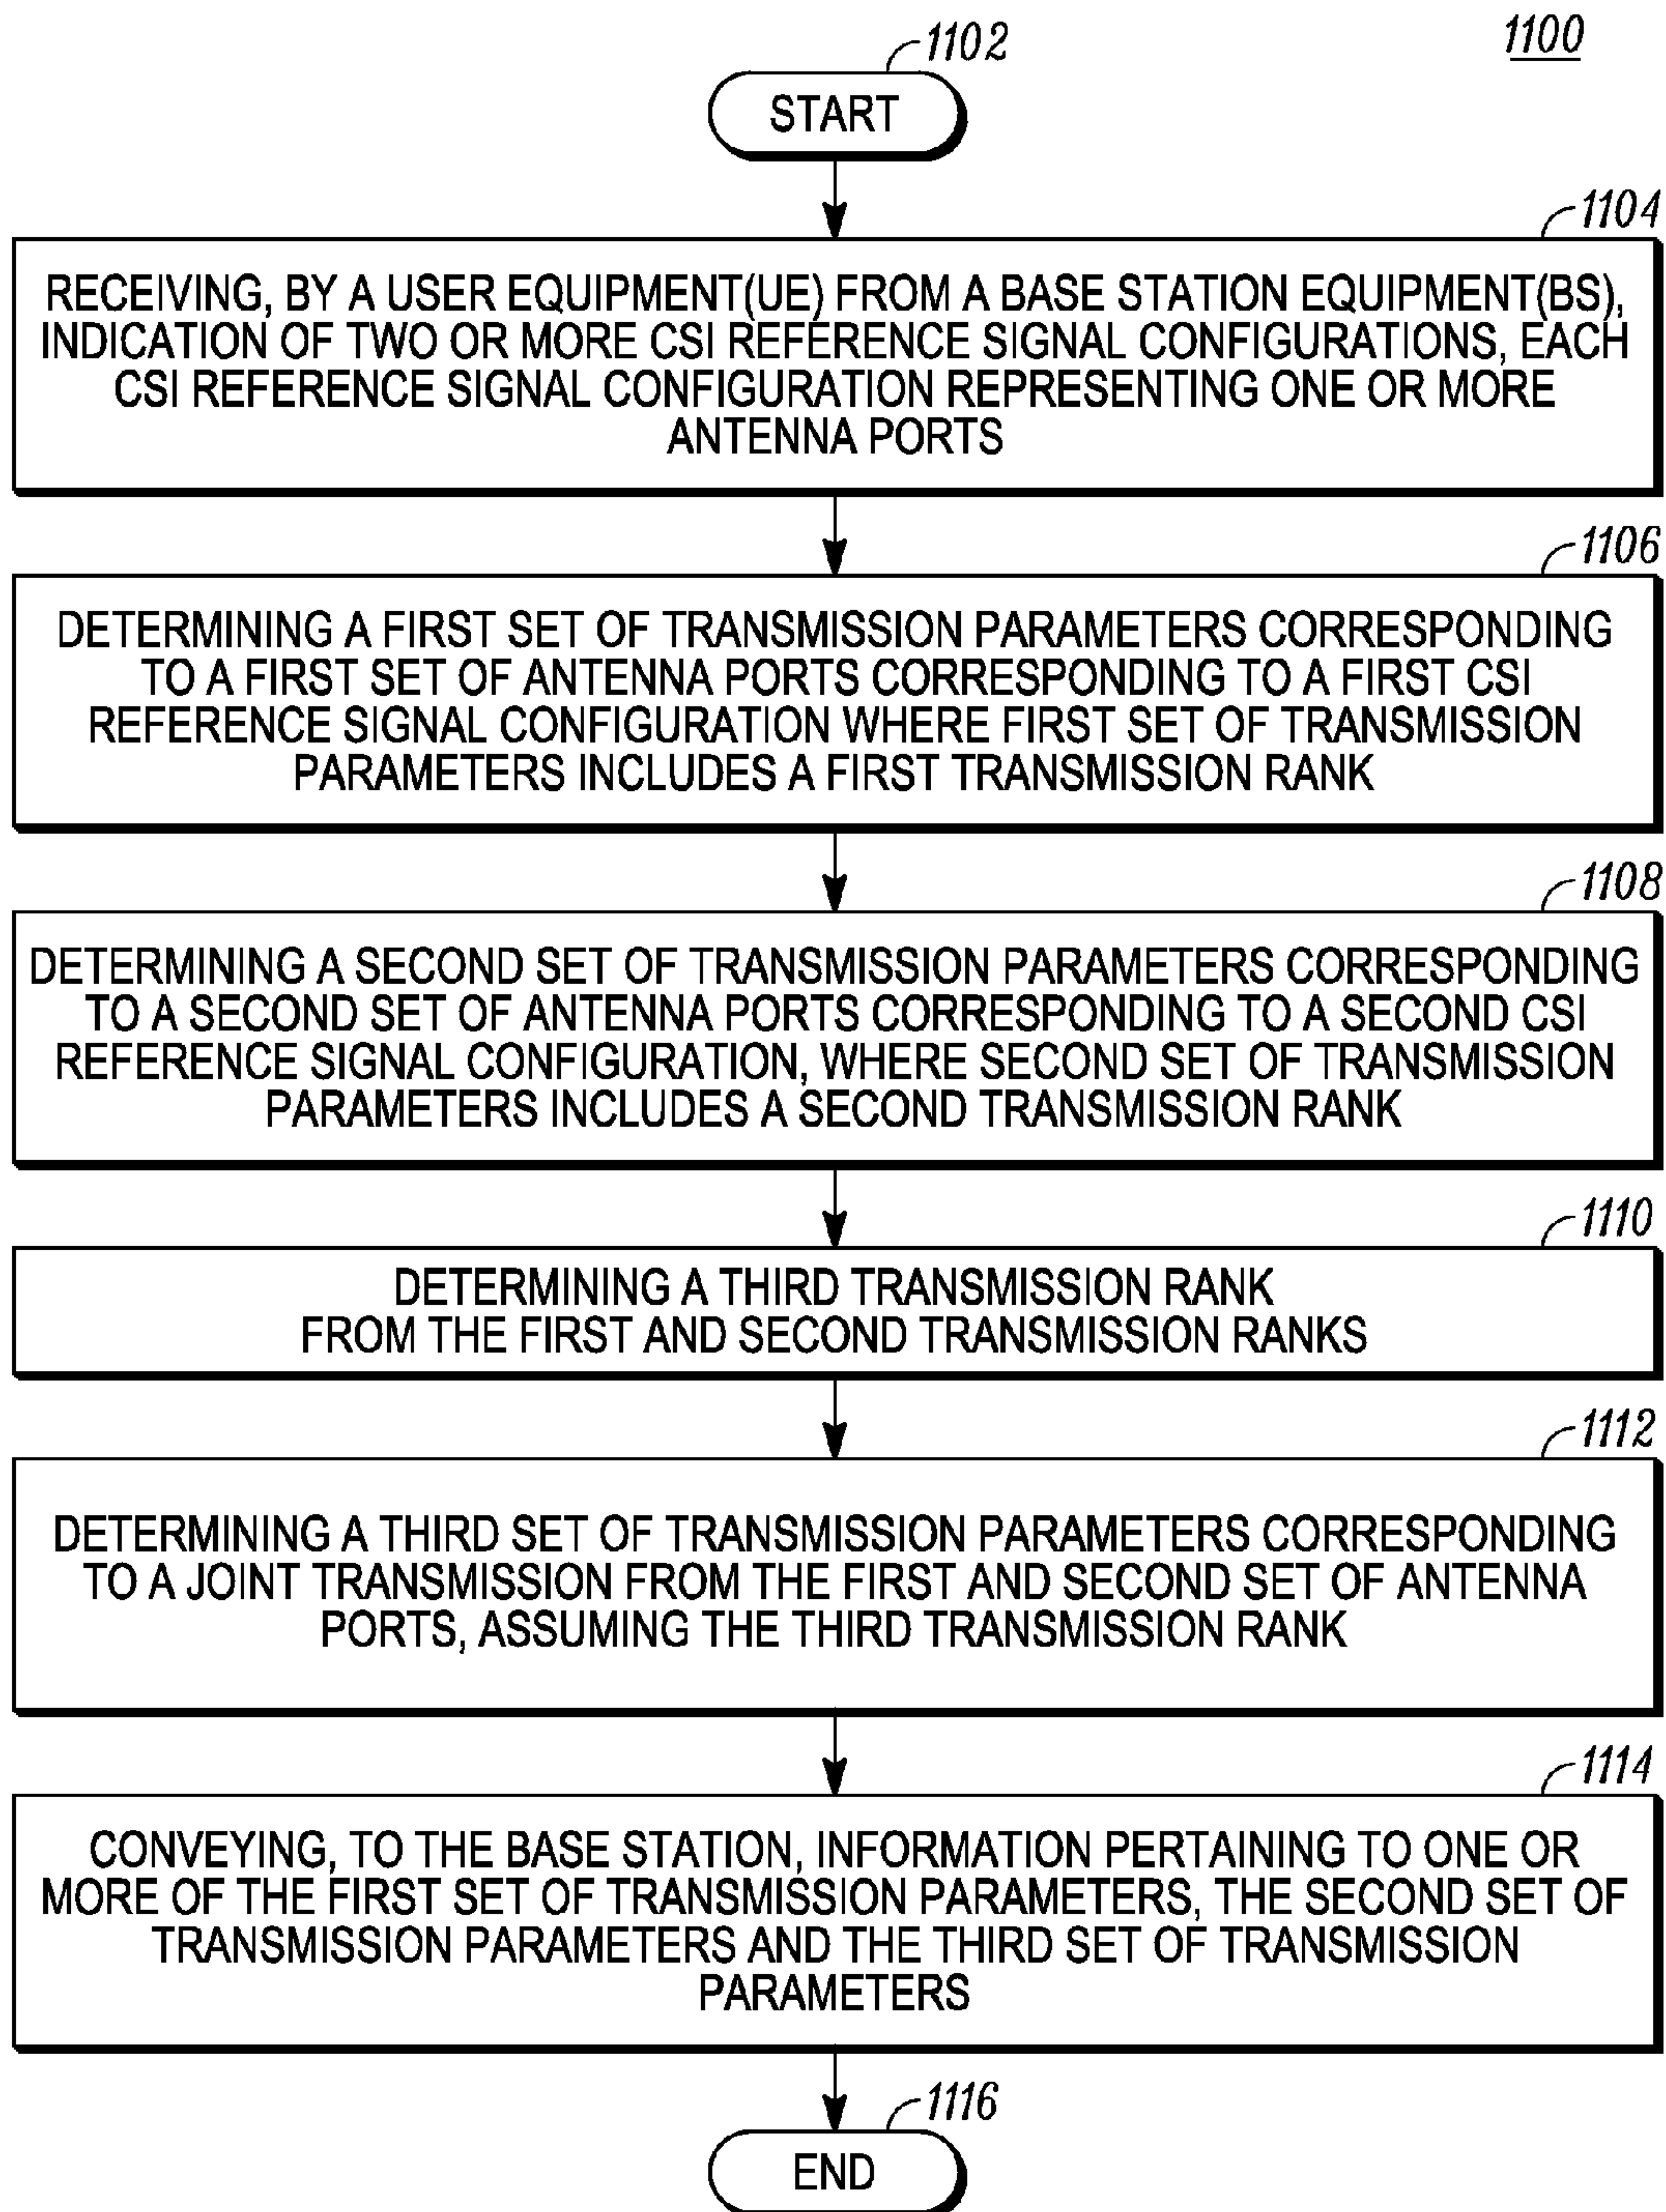 1100
1102
START
1104
RECEIVING, BY A USER EQUIPMENT(UE) FROM A BASE STATION EQUIPMENT(BS),
INDICATION OF TWO OR MORE CSI REFERENCE SIGNAL CONFIGURATIONS, EACH
CSI REFERENCE SIGNAL CONFIGURATION REPRESENTING ONE OR MORE
ANTENNA PORTS
1106
DETERMINING A FIRST SET OF TRANSMISSION PARAMETERS CORRESPONDING
TO A FIRST SET OF ANTENNA PORTS CORRESPONDING TO A FIRST CSI
REFERENCE SIGNAL CONFIGURATION WHERE FIRST SET OF TRANSMISSION
PARAMETERS INCLUDES A FIRST TRANSMISSION RANK
1108
DETERMINING A SECOND SET OF TRANSMISSION PARAMETERS CORRESPONDING
TO A SECOND SET OF ANTENNA PORTS CORRESPONDING TO A SECOND CSI
REFERENCE SIGNAL CONFIGURATION, WHERE SECOND SET OF TRANSMISSION
PARAMETERS INCLUDES A SECOND TRANSMISSION RANK
1110
DETERMINING A THIRD TRANSMISSION RANK
FROM THE FIRST AND SECOND TRANSMISSION RANKS
1112
DETERMINING A THIRD SET OF TRANSMISSION PARAMETERS CORRESPONDING
TO A JOINT TRANSMISSION FROM THE FIRST AND SECOND SET OF ANTENNA
PORTS, ASSUMING THE THIRD TRANSMISSION RANK
1114
CONVEYING, TO THE BASE STATION, INFORMATION PERTAINING TO ONE OR
MORE OF THE FIRST SET OF TRANSMISSION PARAMETERS, THE SECOND SET OF
TRANSMISSION PARAMETERS AND THE THIRD SET OF TRANSMISSION
PARAMETERS
1116
END